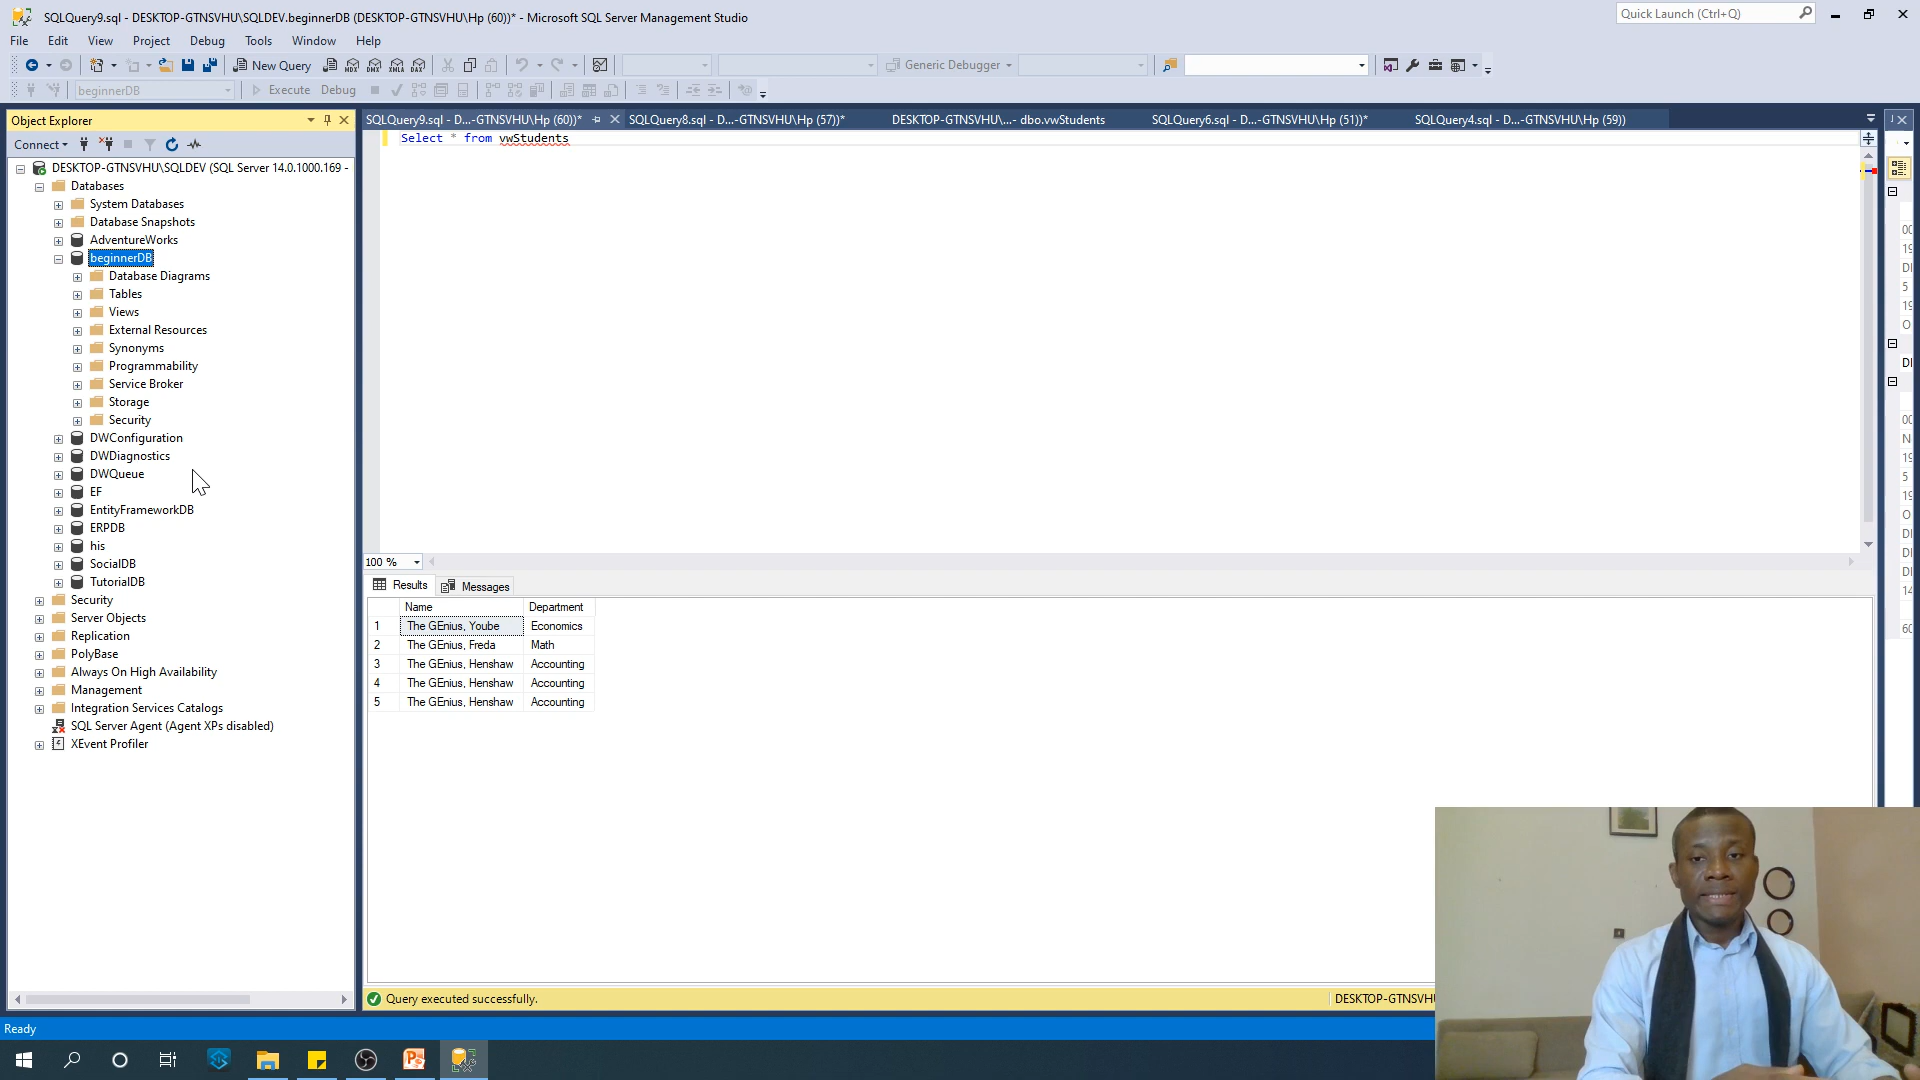 SQLQuery9.sql - DESKTOP-GTNSVHU\SQLDEV.beginnerDB (DESKTOP-GTNSVHU\Hp (60))* - Microsoft SQL Server Management Studio
Quick Launch (Ctrl+Q)
File Edit View Project Debug Tools Window Help
New Query
Generic Debugger
beginnerDB
Execute Debug
Object Explorer
SQLQuery9.sql - D...-GTNSVHU\Hp (60))*
SQLQuery8.sql - D...-GTNSVHU\Hp (57))*
DESKTOP-GTNSVHU\...- dbo.vwStudents
SQLQuery6.sql - D...-GTNSVHU\Hp (51))*
SQLQuery4.sql - D...-GTNSVHU\Hp (59))
Connect
Select * from vwStudents
DESKTOP-GTNSVHU\SQLDEV (SQL Server 14.0.1000.169 -
Databases
System Databases
Database Snapshots
AdventureWorks
beginnerDB
Database Diagrams
Tables
Views
External Resources
Synonyms
Programmability
Service Broker
Storage
Security
DWConfiguration
DWDiagnostics
DWQueue
EF
EntityFrameworkDB
ERPDB
his
SocialDB
TutorialDB
Security
Server Objects
Replication
PolyBase
Always On High Availability
Management
Integration Services Catalogs
SQL Server Agent (Agent XPs disabled)
XEvent Profiler
100 %
Results Messages
Name Department
1 The GEnius, Yoube Economics
2 The GEnius, Freda Math
3 The GEnius, Henshaw Accounting
4 The GEnius, Henshaw Accounting
5 The GEnius, Henshaw Accounting
Query executed successfully.
DESKTOP-GTNSVHU
Ready